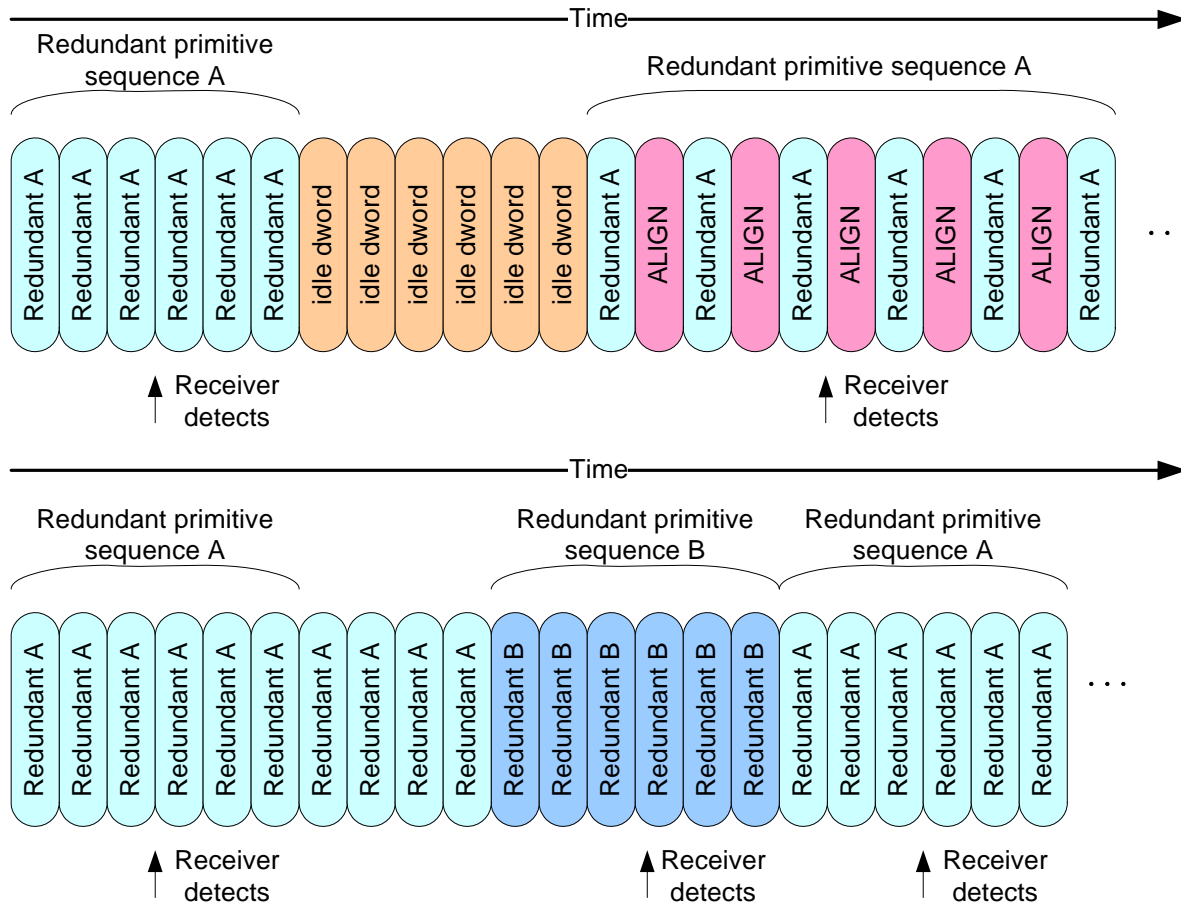 Time
Redundant primitive
sequence A
Redundant primitive sequence A
Redundant A
Redundant A
Redundant A
Redundant A
Redundant A
Redundant A
idle dword
idle dword
idle dword
idle dword
idle dword
idle dword
Redundant A
ALIGN
Redundant A
ALIGN
Redundant A
ALIGN
Redundant A
ALIGN
Redundant A
ALIGN
Redundant A
. .
Receiver
detects
Receiver
detects
Time
Redundant primitive
sequence A
Redundant primitive
sequence B
Redundant primitive
sequence A
Redundant A
Redundant A
Redundant A
Redundant A
Redundant A
Redundant A
Redundant A
Redundant A
Redundant A
Redundant A
Redundant B
Redundant B
Redundant B
Redundant B
Redundant B
Redundant B
Redundant A
Redundant A
Redundant A
Redundant A
Redundant A
Redundant A
. . .
Receiver
detects
Receiver
detects
Receiver
detects